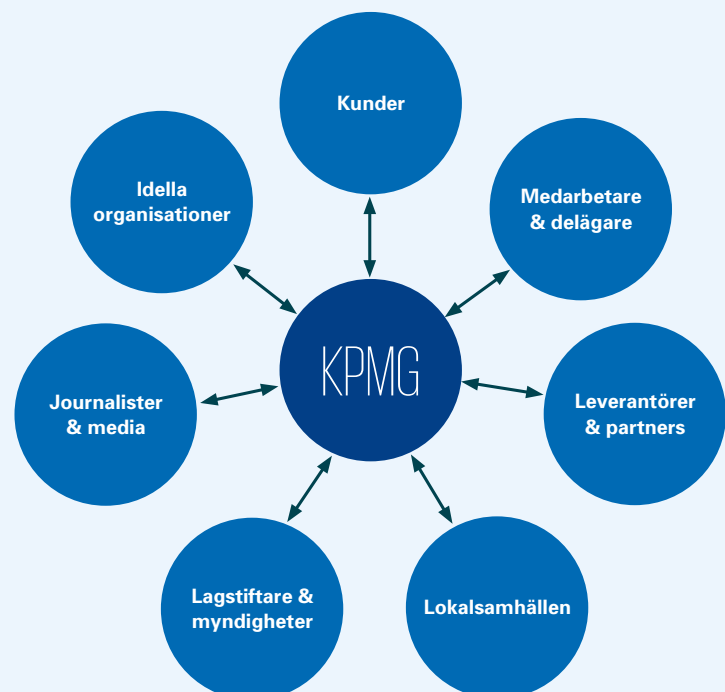 Kunder
Medarbetare
& delägare
Leverantörer
& partners
Lokalsamhällen
Lagstiftare &
myndigheter
Journalister
& media
Idella
organisationer
KPMG